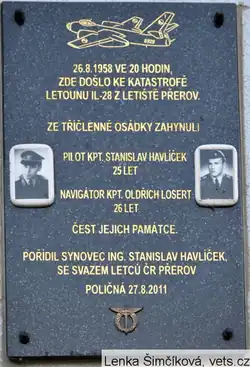 26.8.1958 VE 20 HODIN,
ZDE DOŠLO KE KATASTROFĚ
LETOUNU IL-28 Z LETIŠTĚ PŘEROV.
ZE TŘÍČLENNÉ OSÁDKY ZAHYNULI
PILOT KPT. STANISLAV HAVLÍČEK
25 LET
NAVIGÁTOR KPT. OLDŘICH LOSERT
26 LET
ČEST JEJICH PAMÁTCE.
POŘÍDIL SYNOVEC ING. STANISLAV HAVLÍČEK,
SE SVAZEM LETCŮ ČR PŘEROV
POLIČNÁ 27.8.2011
Lenka Šimčíková, vets.cz